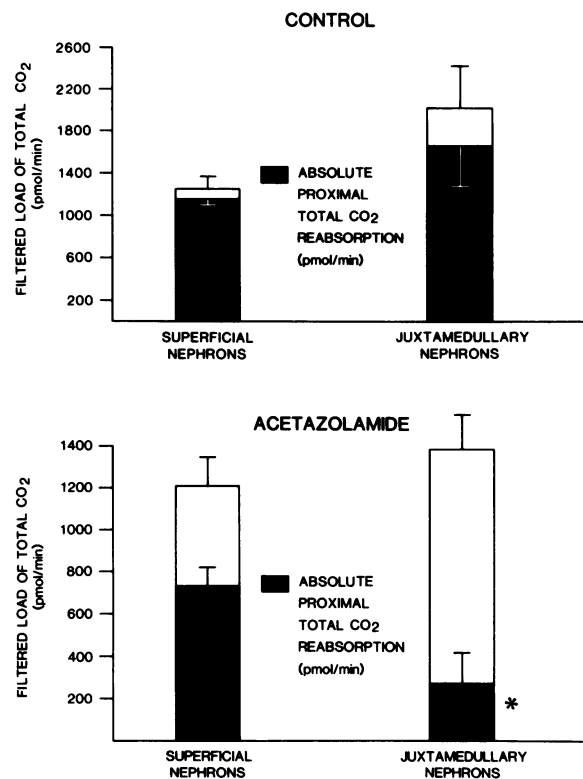 CONTROL
FILTERED LOAD OF TOTAL CO2
(pmol/min)
2600
2200
1800
1400
1000
600
200
ABSOLUTE
PROXIMAL
TOTAL CO2
REABSORPTION
(pmol/min)
SUPERFICIAL
NEPHRONS
JUXTAMEDULLARY
NEPHRONS
ACETAZOLAMIDE
FILTERED LOAD OF TOTAL CO2
(pmol/min)
1400
1200
1000
800
600
400
200
ABSOLUTE
PROXIMAL
TOTAL CO2
REABSORPTION
(pmol/min)
*
SUPERFICIAL
NEPHRONS
JUXTAMEDULLARY
NEPHRONS